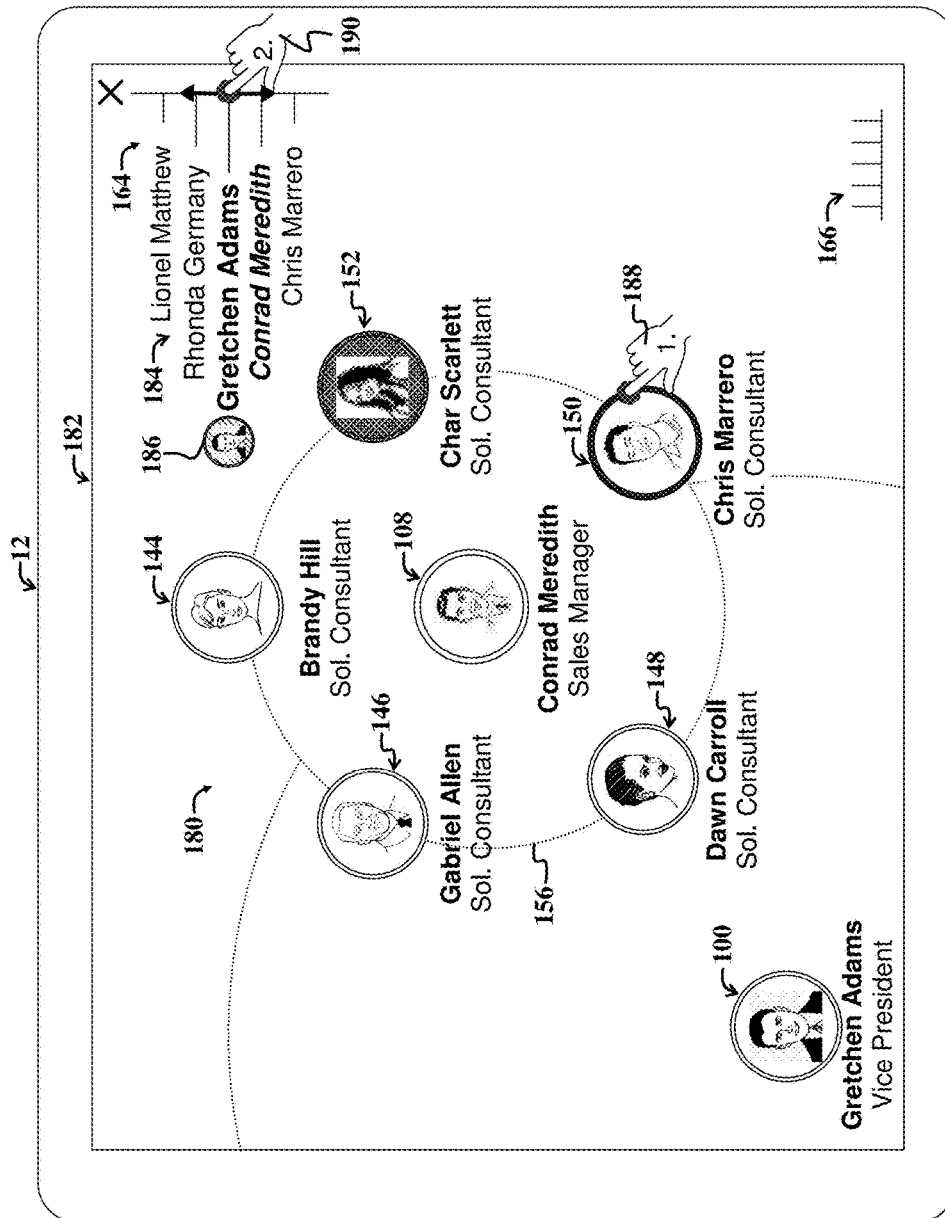 12
182
180
144
Brandy Hill
Sol. Consultant
186
184
164
Lionel Matthew
Rhonda Germany
Gretchen Adams
Conrad Meredith
Chris Marrero
2.
190
146
Gabriel Allen
Sol. Consultant
152
Char Scarlett
Sol. Consultant
108
Conrad Meredith
Sales Manager
156
148
Dawn Carroll
Sol. Consultant
150
188
1.
Chris Marrero
Sol. Consultant
100
Gretchen Adams
Vice President
166